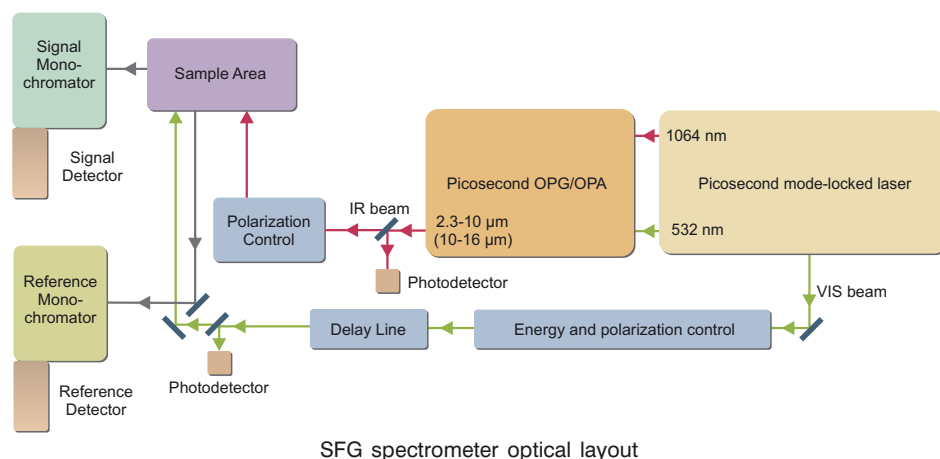 Signal
Mono-
chromator
Sample Area
Signal
Detector
1064 nm
Picosecond OPG/OPA
Picosecond mode-locked laser
IR beam
2.3-10 µm
(10-16 µm)
532 nm
Polarization
Control
Photodetector
Reference
Mono-
chromator
VIS beam
Delay Line
Energy and polarization control
Photodetector
Reference
Detector
SFG spectrometer optical layout